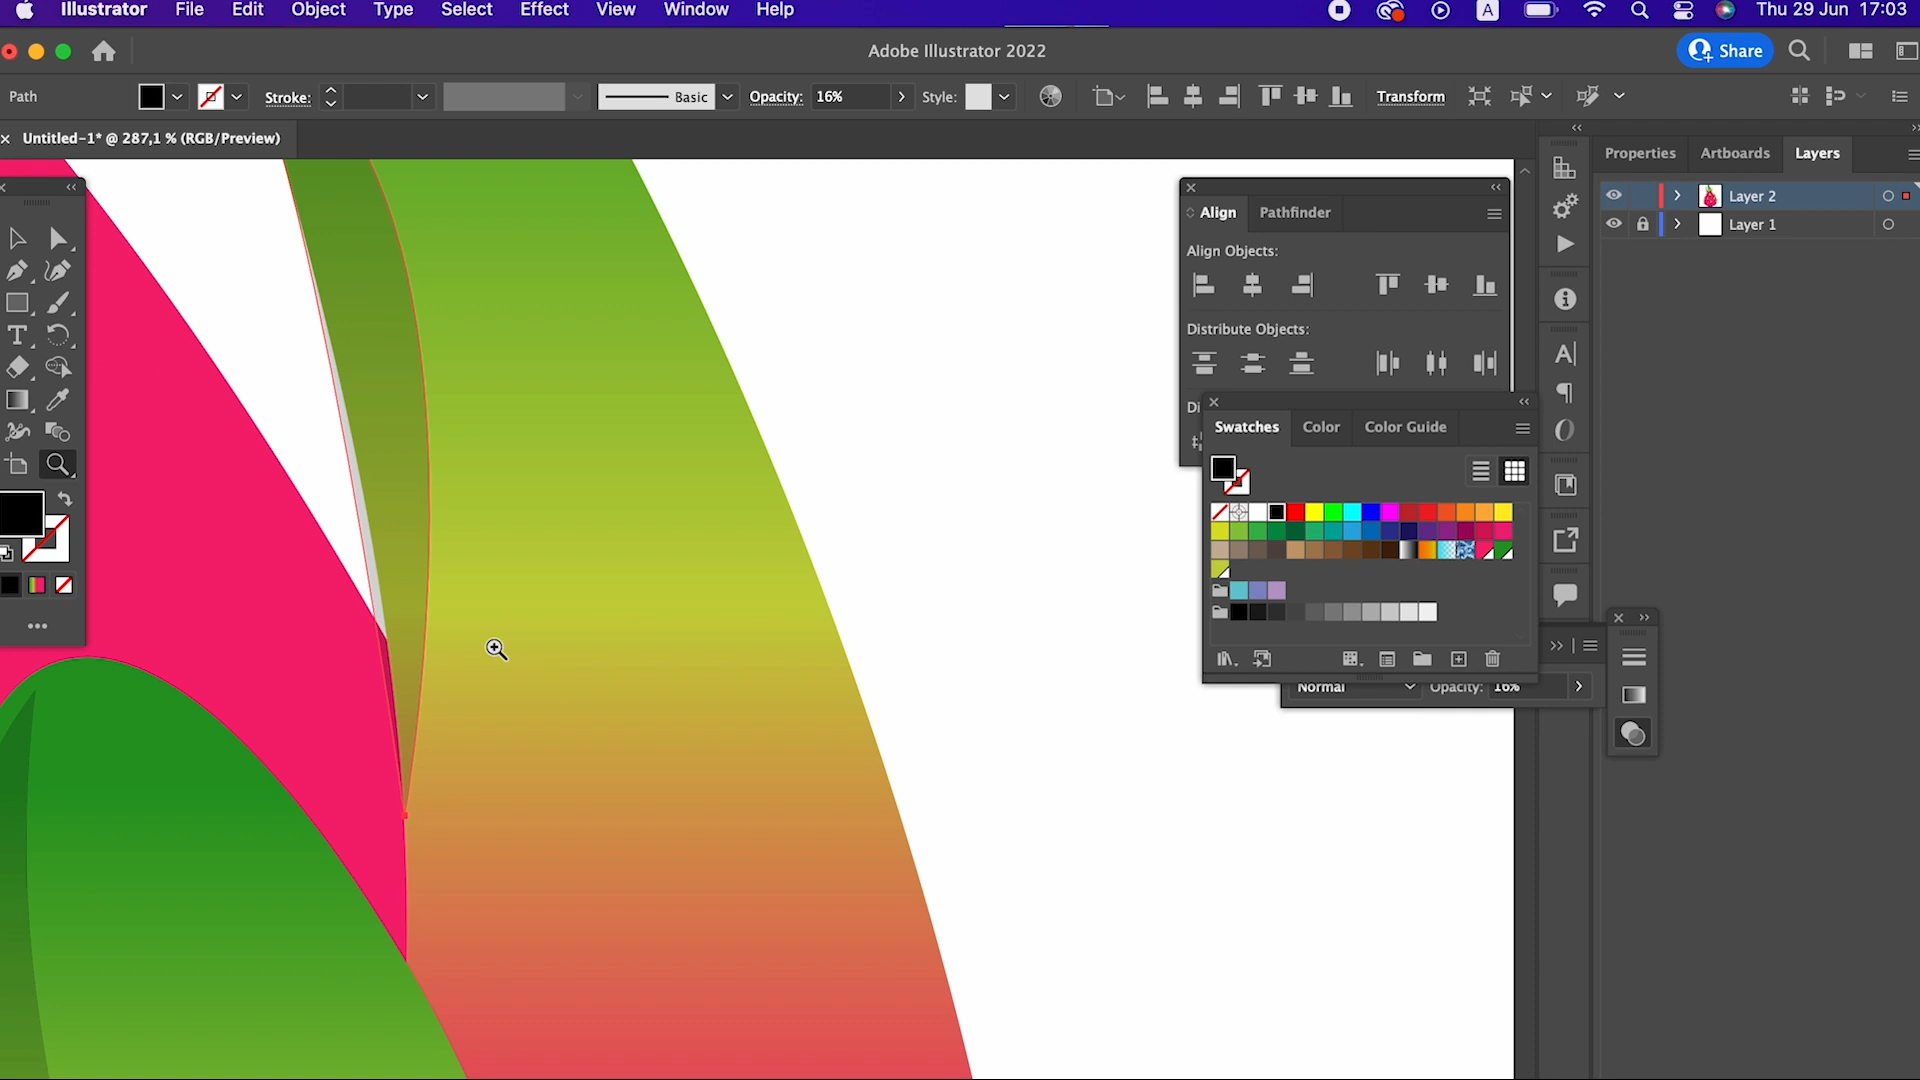 Illustrator File Edit Object Type Select Effect View Window Help A Thu 29 Jun 17:03
Adobe Illustrator 2022 Share
Path Stroke: Basic Opacity: 16% Style: Transform
Untitled-1* @ 287,1 % (RGB/Preview)
Align Pathfinder
Align Objects:
Distribute Objects:
Di
Swatches Color Color Guide
Normal Opacity: 16%
Properties Artboards Layers
Layer 2
Layer 1